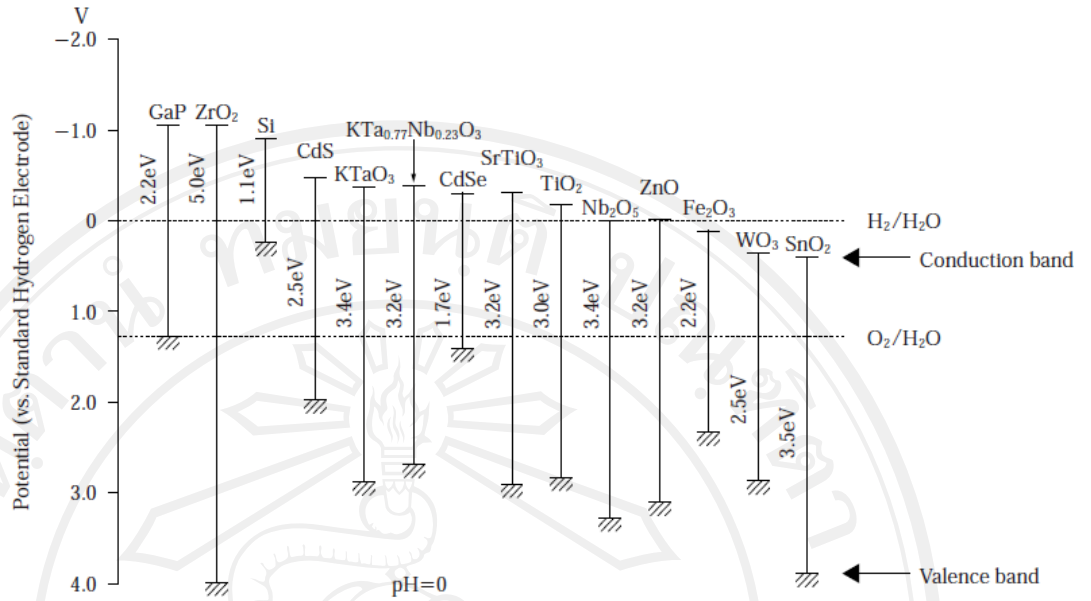 V
−2.0
−1.0
0
1.0
2.0
3.0
4.0
Potential (vs. Standard Hydrogen Electrode)
GaP
ZrO₂
Si
CdS
KTaO₃
KTa₀.₇₇Nb₀.₂₃O₃
CdSe
SrTiO₃
TiO₂
Nb₂O₅
ZnO
Fe₂O₃
WO₃
SnO₂
2.2eV
5.0eV
1.1eV
2.5eV
3.4eV
3.2eV
1.7eV
3.2eV
3.0eV
3.4eV
3.2eV
2.2eV
2.5eV
3.5eV
H₂/H₂O
Conduction band
O₂/H₂O
Valence band
pH=0